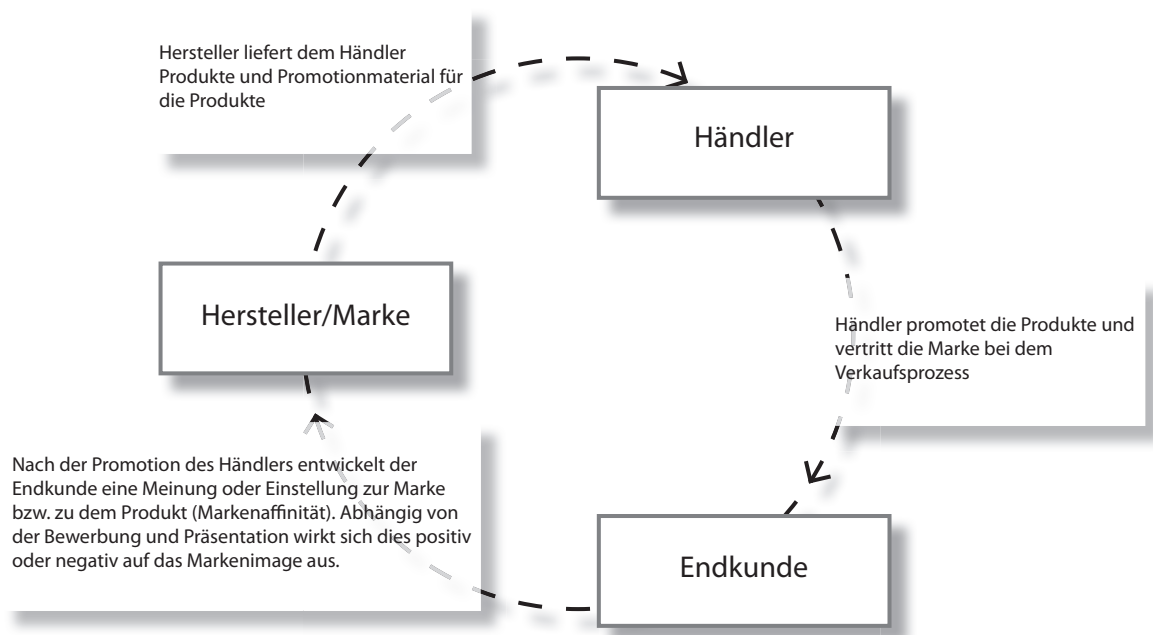 Hersteller liefert dem Händler
Produkte und Promotionmaterial für
die Produkte
Händler
Hersteller/Marke
Händler promotet die Produkte und
vertritt die Marke bei dem
Verkaufsprozess
Nach der Promotion des Händlers entwickelt der
Endkunde eine Meinung oder Einstellung zur Marke
bzw. zu dem Produkt (Markenaffinität). Abhängig von
der Bewerbung und Präsentation wirkt sich dies positiv
oder negativ auf das Markenimage aus.
Endkunde